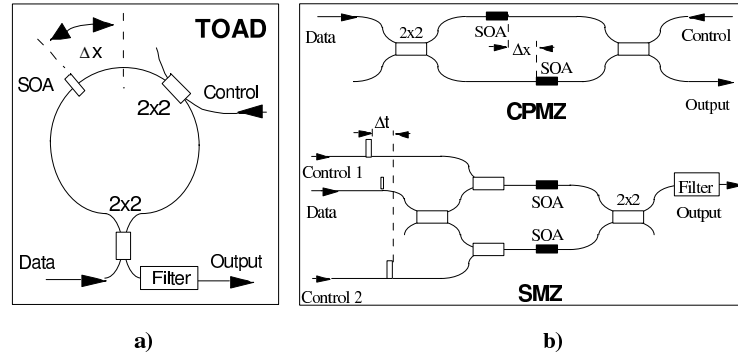 TOAD
Δx
SOA
2x2
Control
2x2
Data
Output
Filter
a)
Data
2x2
SOA
Control
Δx
SOA
Output
CPMZ
Δt
Control 1
Data
SOA
2x2
Filter
Output
SOA
Control 2
SMZ
b)